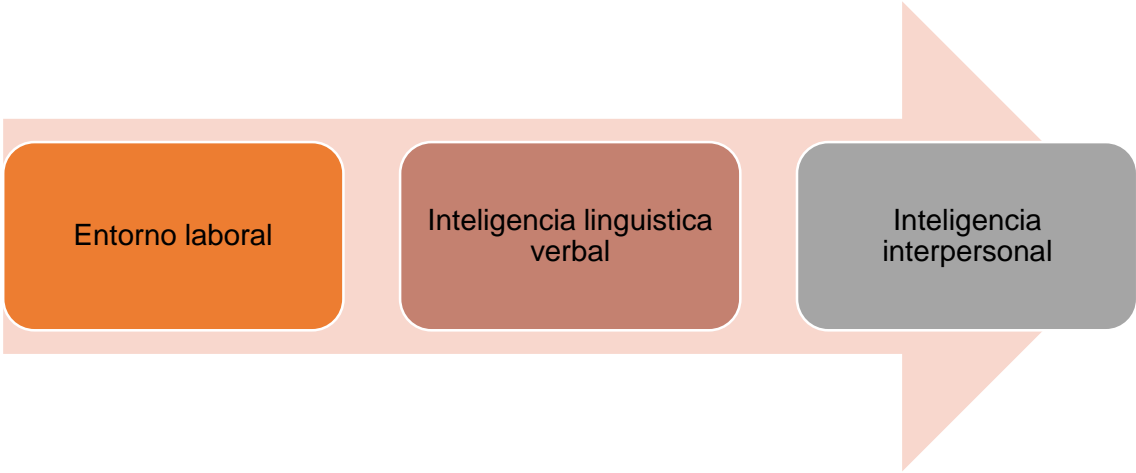 Entorno laboral
Inteligencia linguistica
verbal
Inteligencia
interpersonal